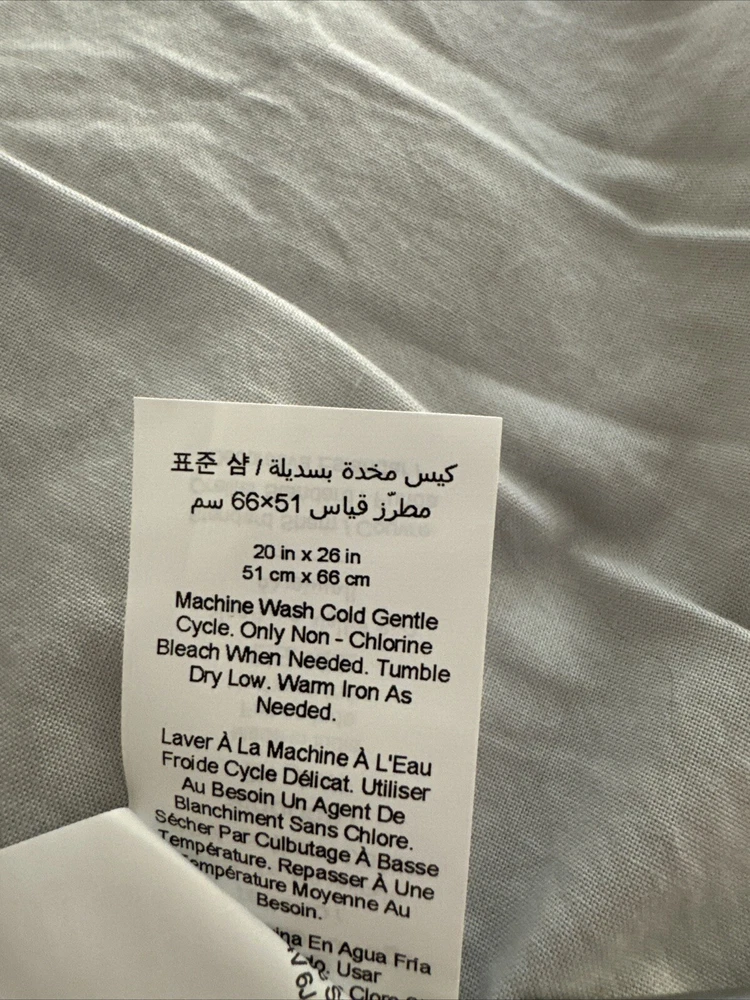 표준 샴 / كيس مخدة بسديلة
مطرّز قياس 51×66 سم
20 in x 26 in
51 cm x 66 cm
Machine Wash Cold Gentle
Cycle. Only Non - Chlorine
Bleach When Needed. Tumble
Dry Low. Warm Iron As
Needed.
Laver À La Machine À L'Eau
Froide Cycle Délicat. Utiliser
Au Besoin Un Agent De
Blanchiment Sans Chlore.
Sécher Par Culbutage À Basse
Température. Repasser À Une
Température Moyenne Au
Besoin.
En Agua Fría
Usar